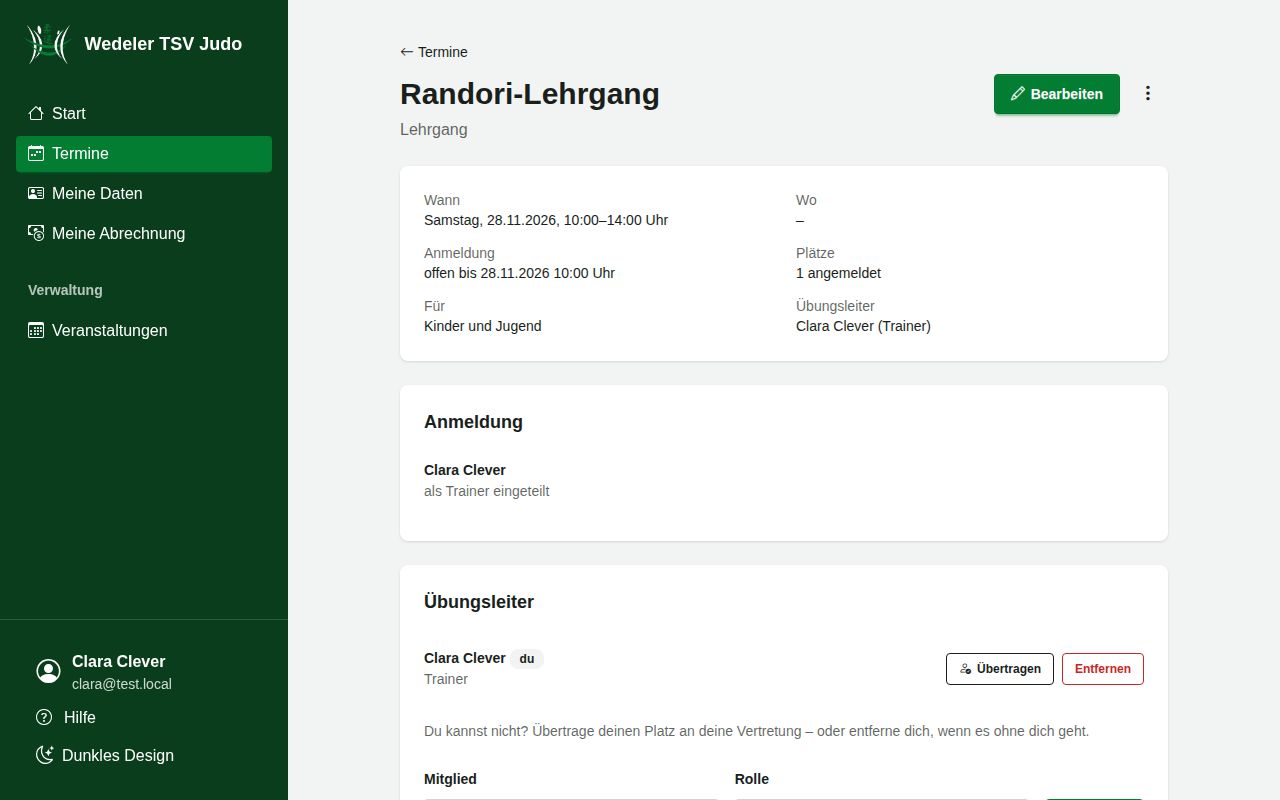 Wedeler TSV Judo
Start
Termine
Meine Daten
Meine Abrechnung
Verwaltung
Veranstaltungen
Clara Clever
clara@test.local
Hilfe
Dunkles Design
← Termine
Randori-Lehrgang
Bearbeiten
Lehrgang
Wann
Samstag, 28.11.2026, 10:00–14:00 Uhr
Wo
–
Anmeldung
offen bis 28.11.2026 10:00 Uhr
Plätze
1 angemeldet
Für
Kinder und Jugend
Übungsleiter
Clara Clever (Trainer)
Anmeldung
Clara Clever
als Trainer eingeteilt
Übungsleiter
Clara Clever du
Trainer
Übertragen
Entfernen
Du kannst nicht? Übertrage deinen Platz an deine Vertretung – oder entferne dich, wenn es ohne dich geht.
Mitglied
Rolle